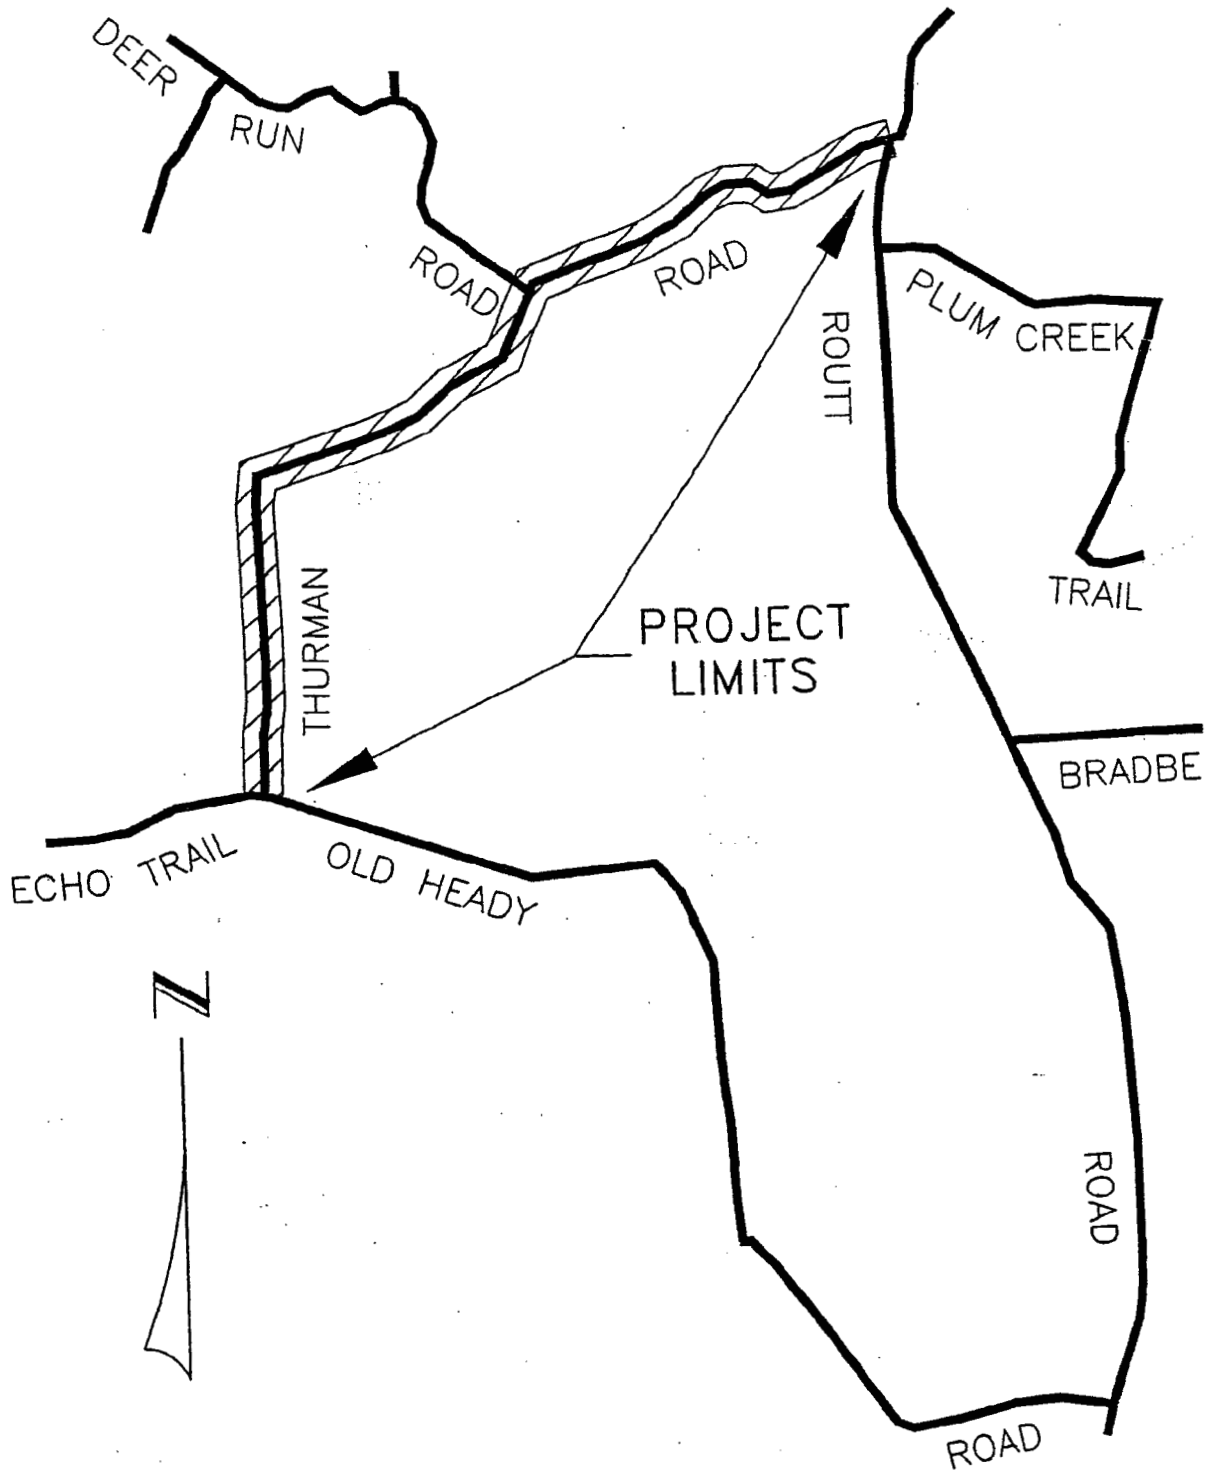 DEER
RUN
ROAD
ROAD
PLUM CREEK
ROUTT
TRAIL
THURMAN
PROJECT
LIMITS
BRADBE
ECHO TRAIL
OLD HEADY
N
ROAD
ROAD